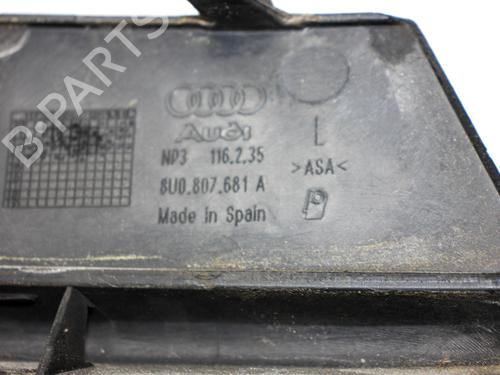 B-PARTS
Audi
L
NP3 116.2.35
>ASA<
8U0.807.681 A
Made in Spain